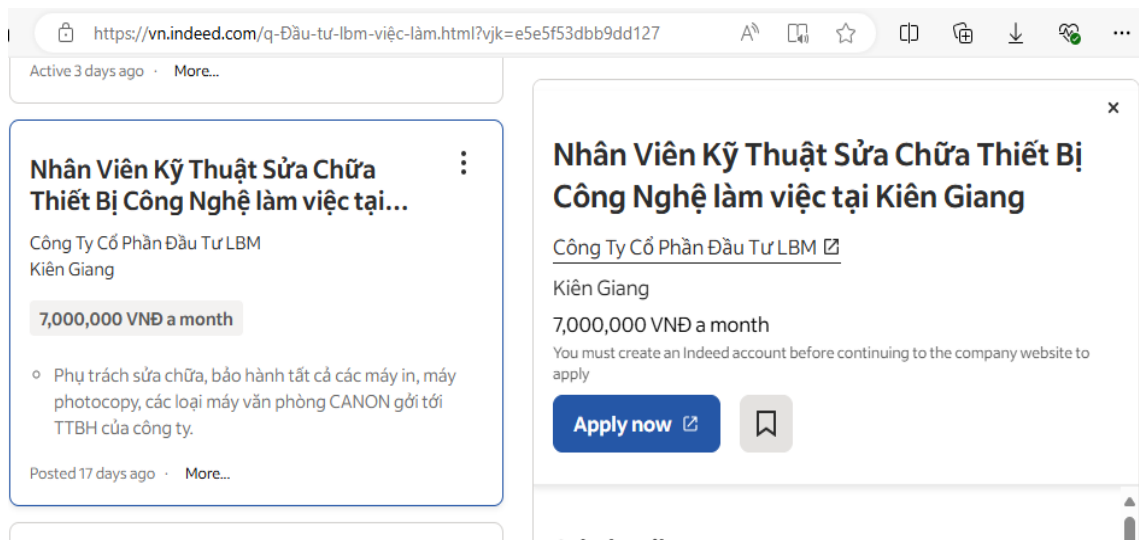 https://vn.indeed.com/q-Đầu-tư-lbm-việc-làm.html?vjk=e5e5f53dbb9dd127
Active 3 days ago · More...
Nhân Viên Kỹ Thuật Sửa Chữa
Thiết Bị Công Nghệ làm việc tại...
Công Ty Cổ Phần Đầu Tư LBM
Kiên Giang
7,000,000 VNĐ a month
Phụ trách sửa chữa, bảo hành tất cả các máy in, máy
photocopy, các loại máy văn phòng CANON gởi tới
TTBH của công ty.
Posted 17 days ago · More...
Nhân Viên Kỹ Thuật Sửa Chữa Thiết Bị
Công Nghệ làm việc tại Kiên Giang
Công Ty Cổ Phần Đầu Tư LBM
Kiên Giang
7,000,000 VNĐ a month
You must create an Indeed account before continuing to the company website to
apply
Apply now